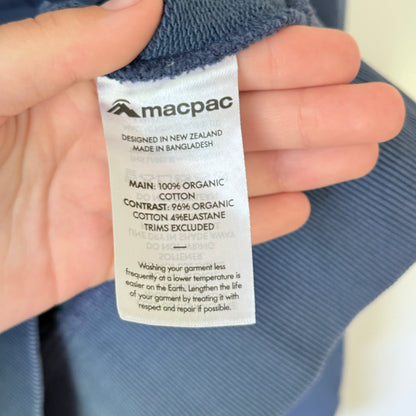 macpac
DESIGNED IN NEW ZEALAND
MADE IN BANGLADESH
MAIN: 100% ORGANIC
COTTON
CONTRAST: 96% ORGANIC
COTTON 4%ELASTANE
TRIMS EXCLUDED
—
Washing your garment less
frequently at a lower temperature is
easier on the Earth. Lengthen the life
of your garment by treating it with
respect and repair if possible.